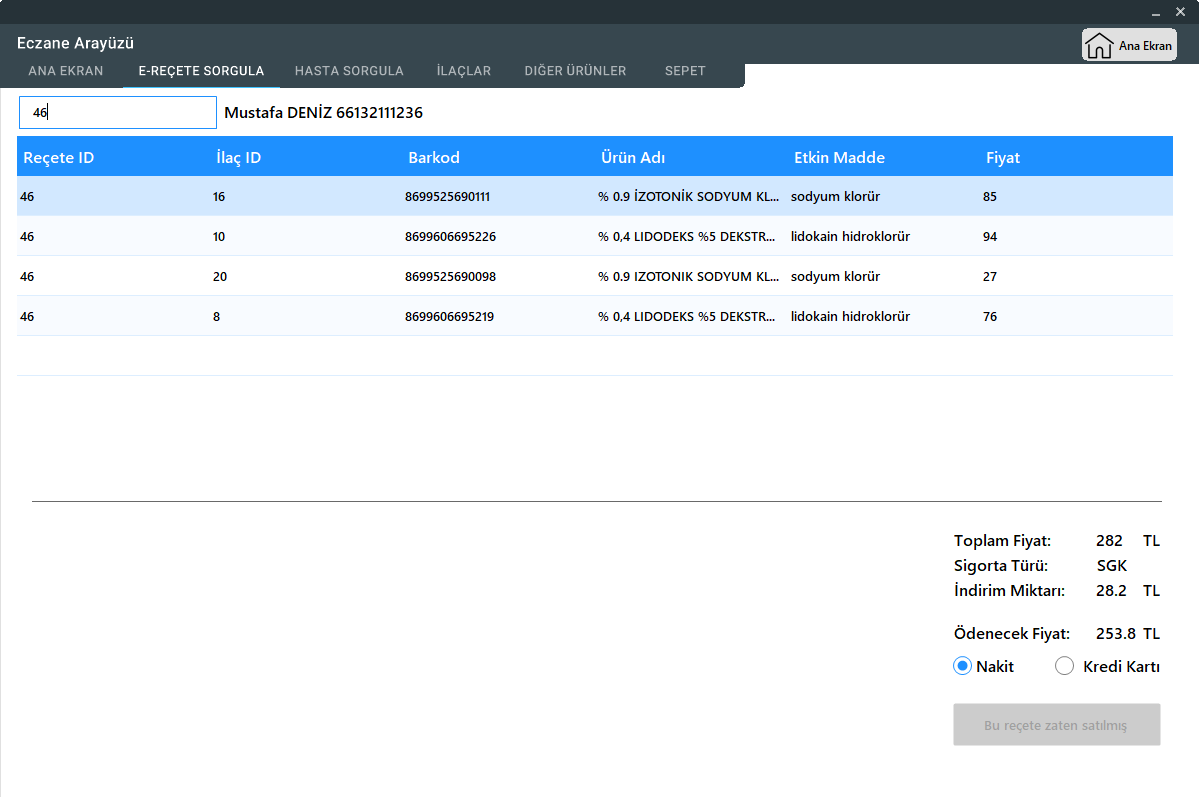 Eczane Arayüzü
Ana Ekran
ANA EKRAN E-REÇETE SORGULA HASTA SORGULA İLAÇLAR DIĞER ÜRÜNLER SEPET
46 Mustafa DENİZ 66132111236
Reçete ID İlaç ID Barkod Ürün Adı Etkin Madde Fiyat
46 16 8699525690111 % 0.9 İZOTONİK SODYUM KL... sodyum klorür 85
46 10 8699606695226 % 0,4 LIDODEKS %5 DEKSTR... lidokain hidroklorür 94
46 20 8699525690098 % 0.9 IZOTONIK SODYUM KL... sodyum klorür 27
46 8 8699606695219 % 0,4 LIDODEKS %5 DEKSTR... lidokain hidroklorür 76
Toplam Fiyat: 282 TL
Sigorta Türü: SGK
İndirim Miktarı: 28.2 TL
Ödenecek Fiyat: 253.8 TL
Nakit Kredi Kartı
Bu reçete zaten satılmış